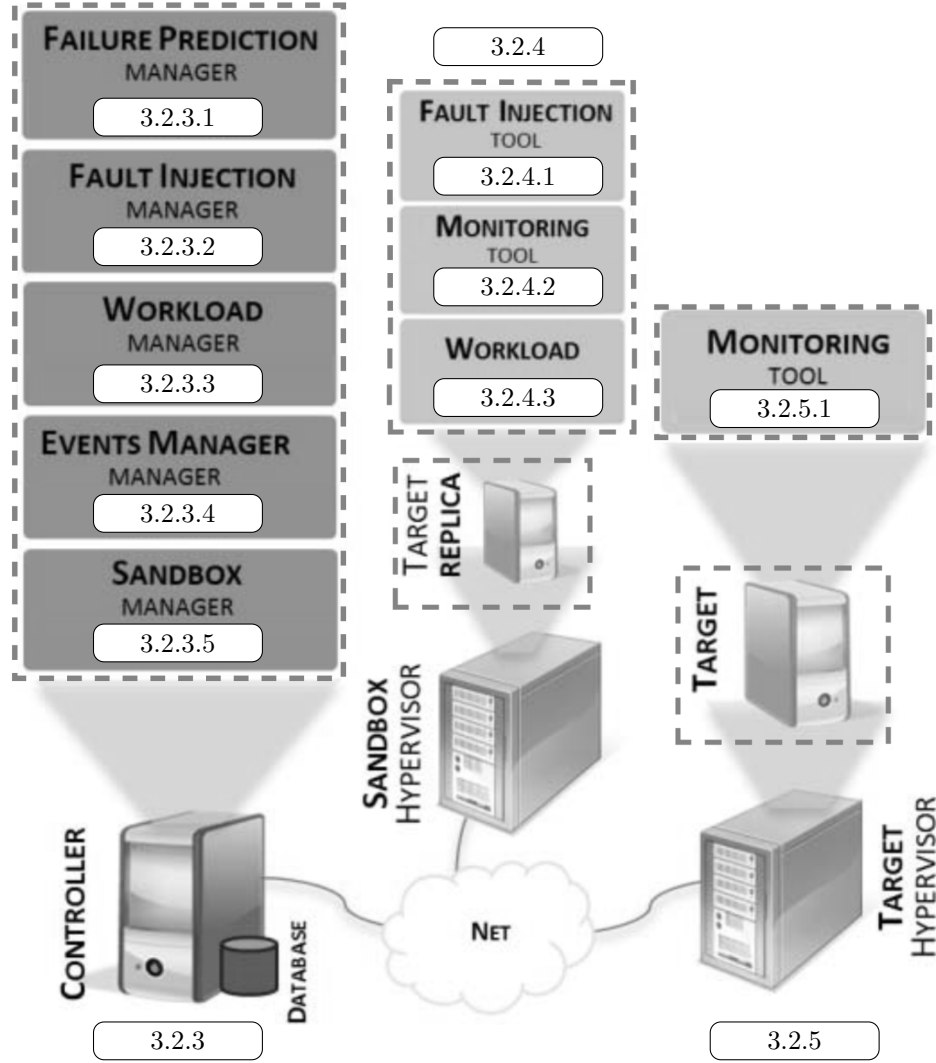 FAILURE PREDICTION
MANAGER
3.2.3.1
FAULT INJECTION
MANAGER
3.2.3.2
WORKLOAD
MANAGER
3.2.3.3
EVENTS MANAGER
MANAGER
3.2.3.4
SANDBOX
MANAGER
3.2.3.5
3.2.4
FAULT INJECTION
TOOL
3.2.4.1
MONITORING
TOOL
3.2.4.2
WORKLOAD
3.2.4.3
MONITORING
TOOL
3.2.5.1
TARGET
REPLICA
TARGET
SANDBOX
HYPERVISOR
CONTROLLER
DATABASE
NET
TARGET
HYPERVISOR
3.2.3
3.2.5